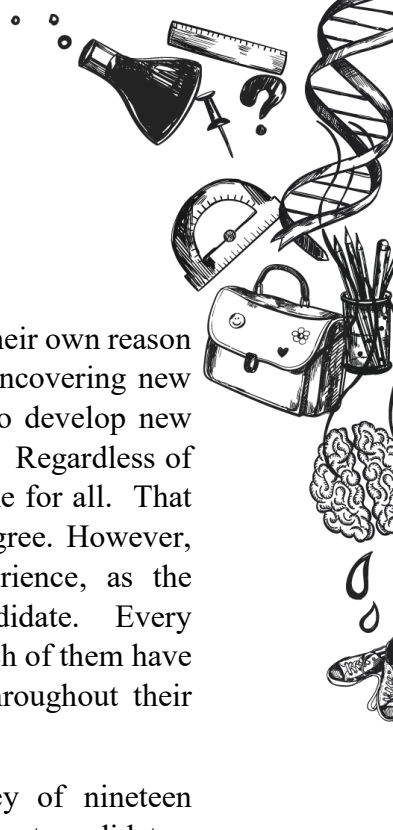 heir own reason
ncovering new
o develop new
Regardless of
e for all. That
gree. However,
rience, as the
didate. Every
h of them have
hroughout their
ey of nineteen